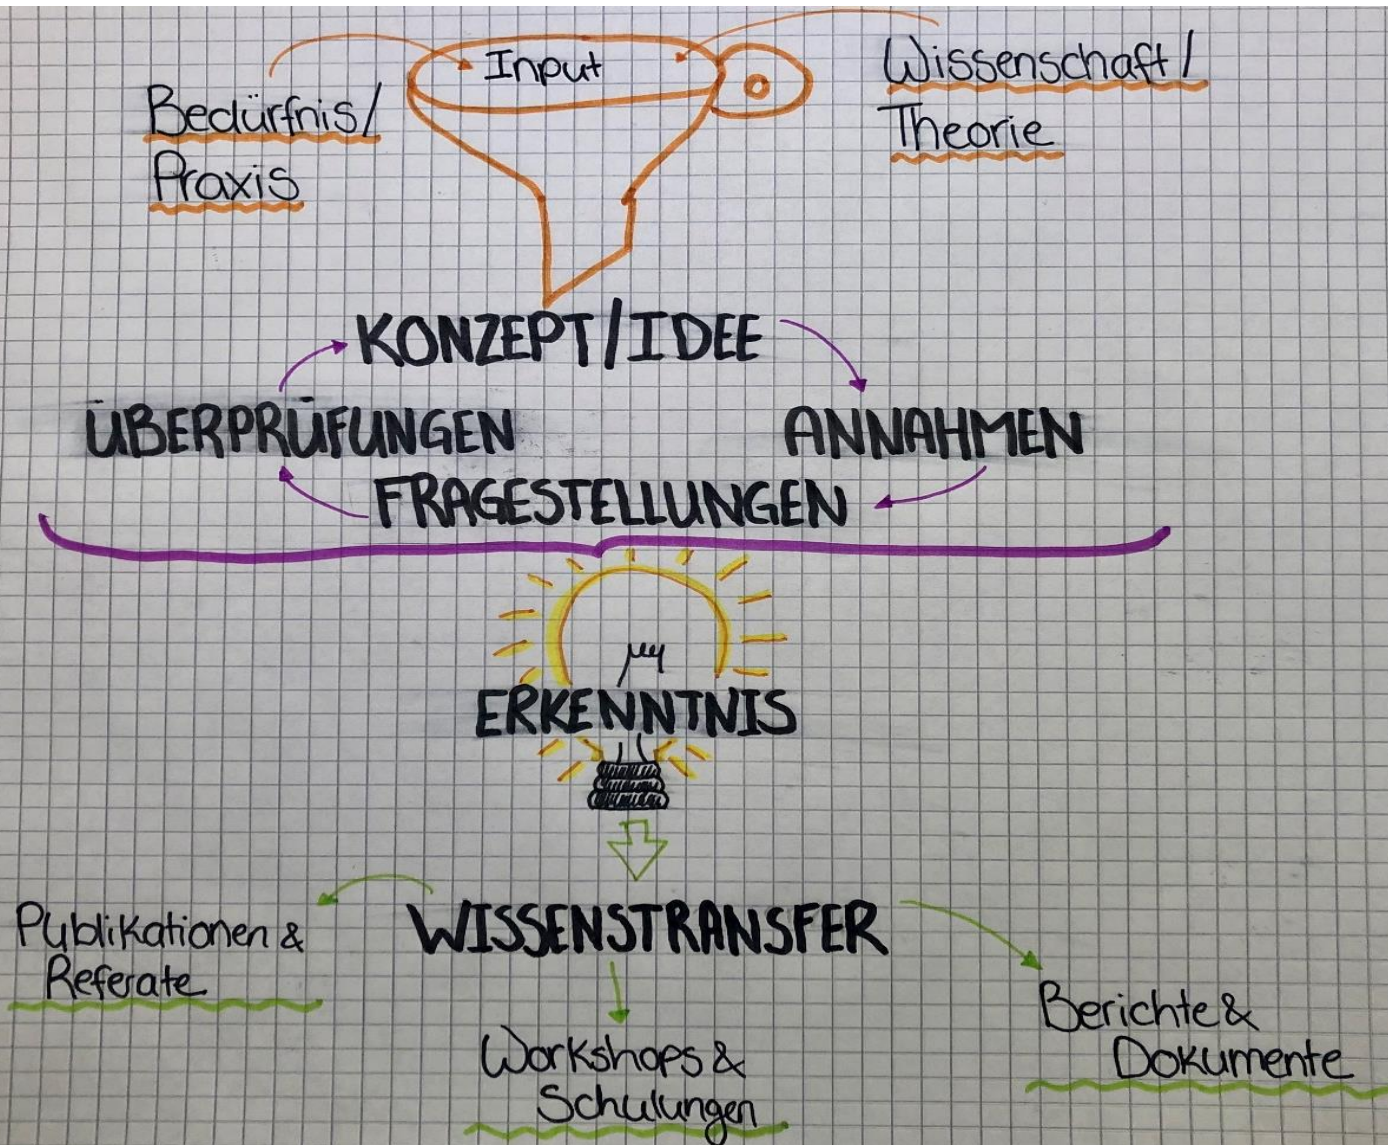 Input
Wissenschaft/
Theorie
Bedürfnis/
Praxis
KONZEPT/IDEE
ÜBERPRÜFUNGEN
ANNAHMEN
FRAGESTELLUNGEN
ERKENNTNIS
WISSENSTRANSFER
Publikationen &
Referate
Workshops &
Schulungen
Berichte &
Dokumente